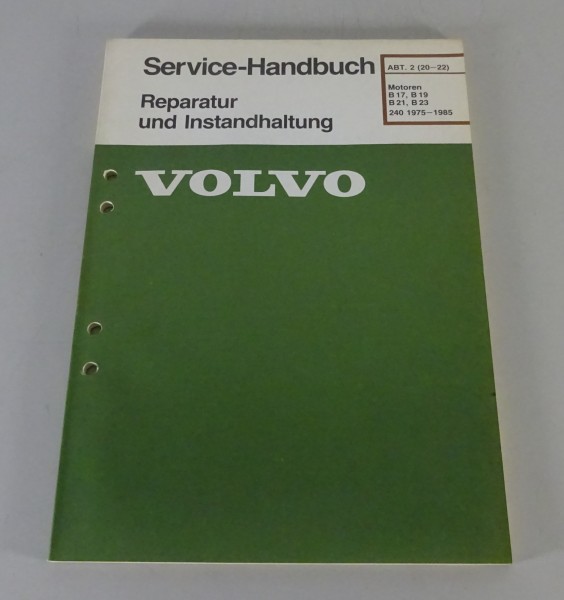 Service-Handbuch
Reparatur
und Instandhaltung
ABT. 2 (20–22)
Motoren
B 17, B 19
B 21, B 23
240 1975–1985
VOLVO